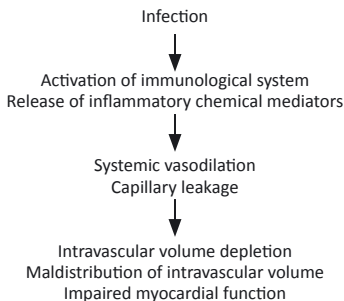 Infection
Activation of immunological system
Release of inflammatory chemical mediators
Systemic vasodilation
Capillary leakage
Intravascular volume depletion
Maldistribution of intravascular volume
Impaired myocardial function